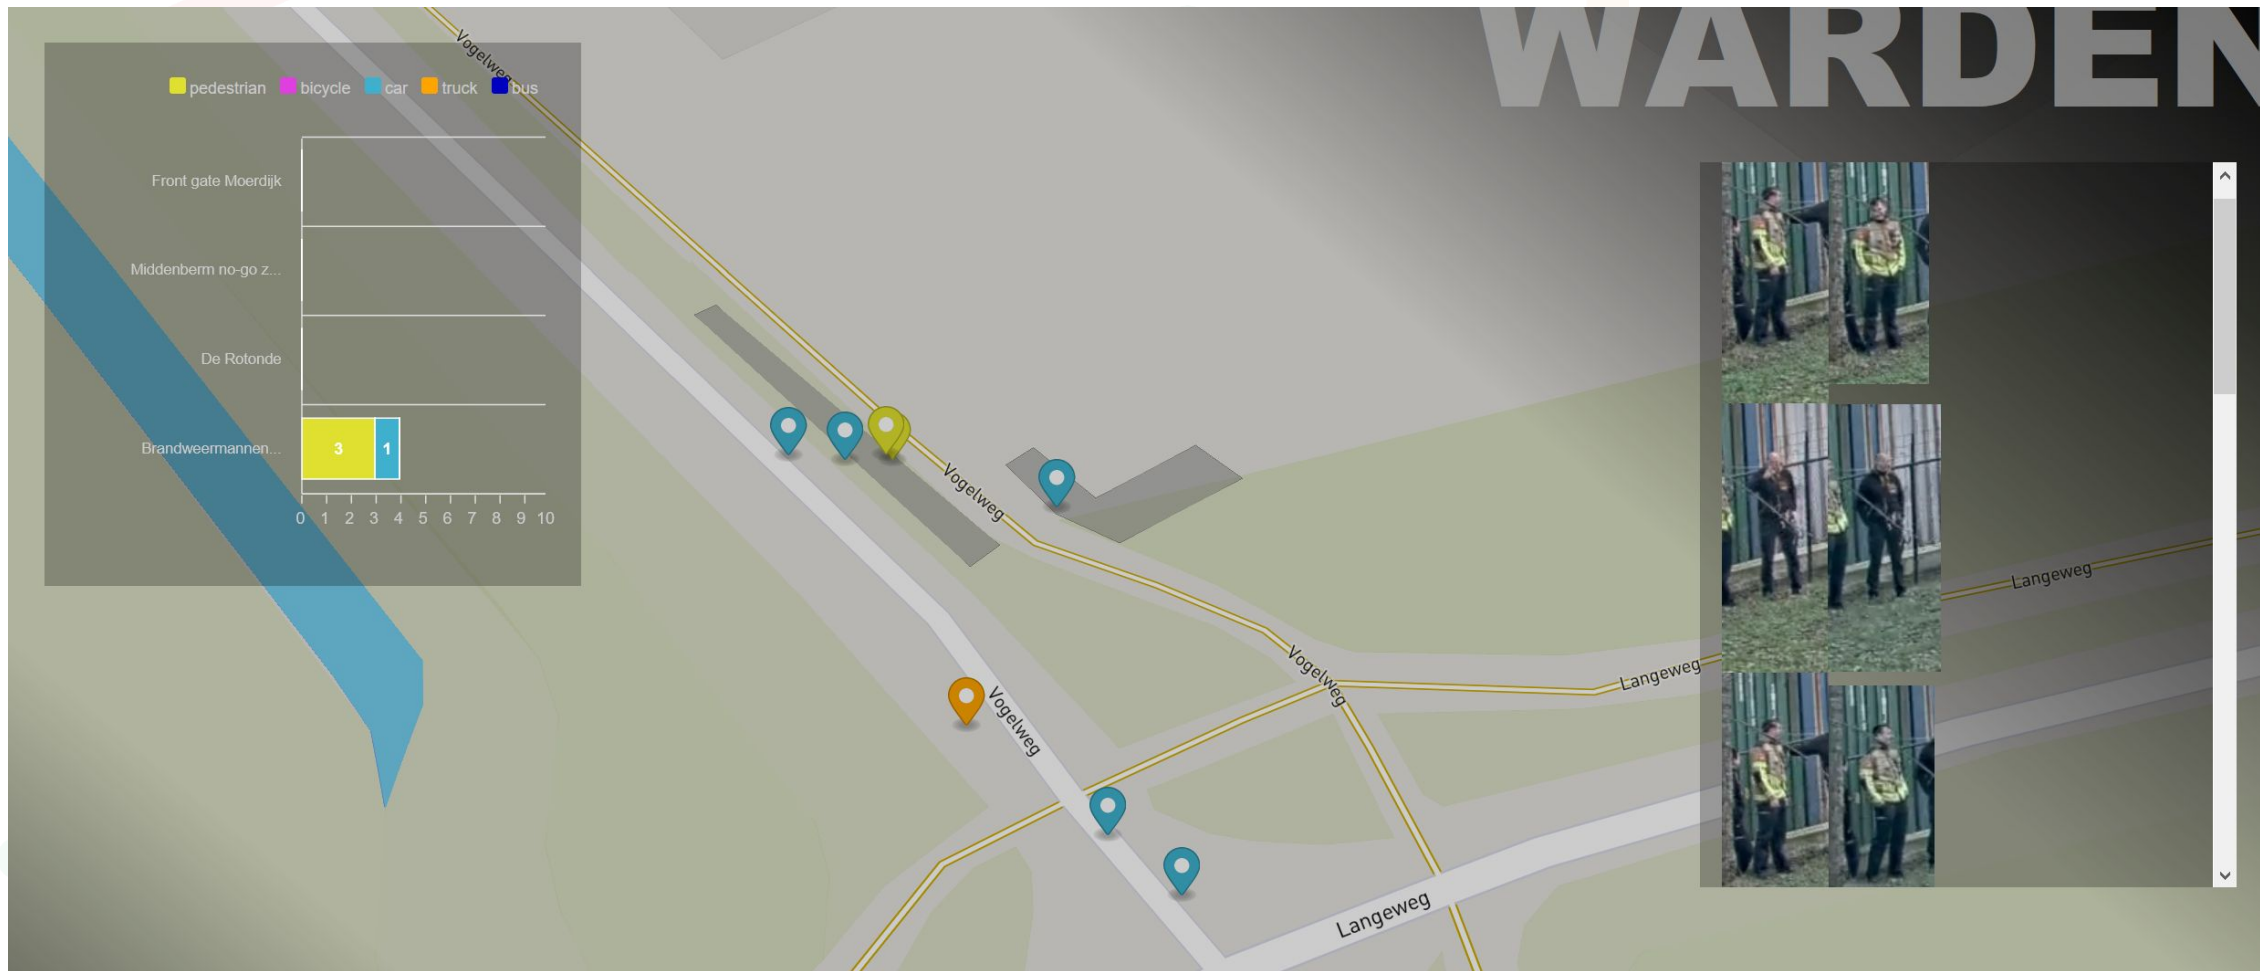 WARDEN
pedestrian bicycle car truck bus
Front gate Moerdijk
Middenberm no-go z...
De Rotonde
Brandweermannen...
3 1
0 1 2 3 4 5 6 7 8 9 10
Vogelweg
Vogelweg
Vogelweg
Vogelweg
Langeweg
Langeweg
Langeweg